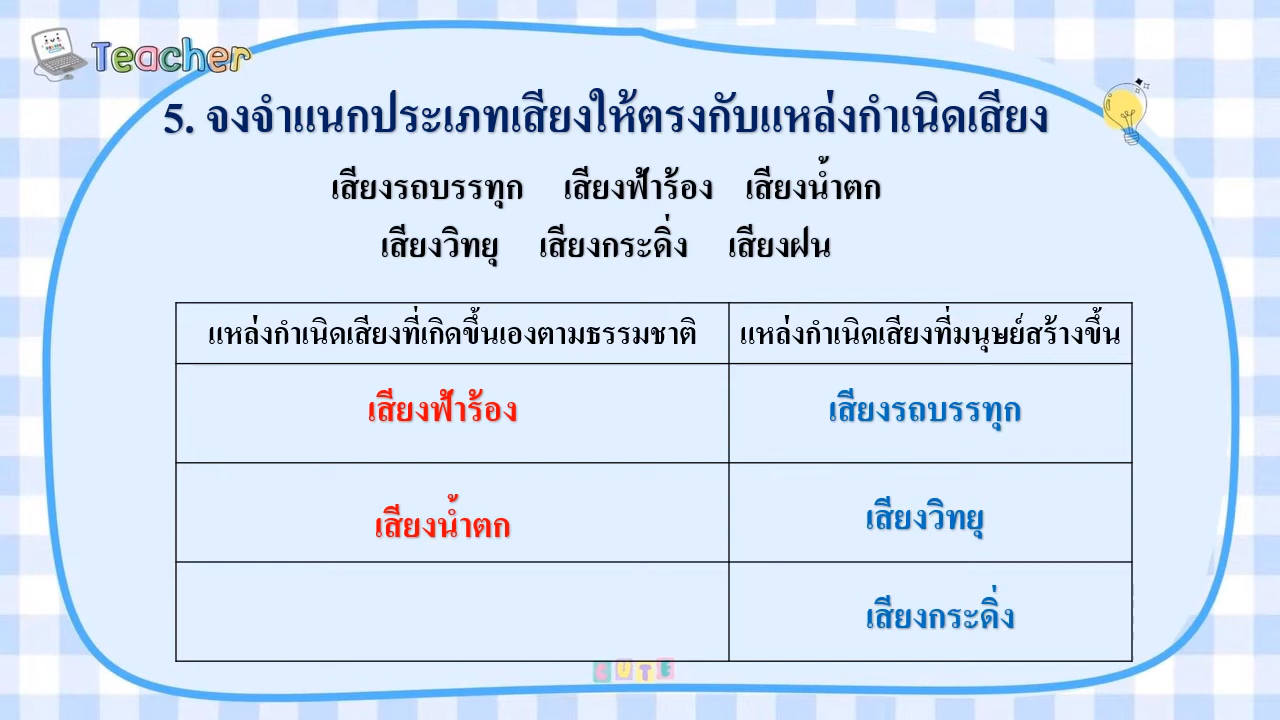 Teacher
5. จงจำแนกประเภทเสียงให้ตรงกับแหล่งกำเนิดเสียง
เสียงรถบรรทุก เสียงฟ้าร้อง เสียงน้ำตก
เสียงวิทยุ เสียงกระดิ่ง เสียงฝน
แหล่งกำเนิดเสียงที่เกิดขึ้นเองตามธรรมชาติ แหล่งกำเนิดเสียงที่มนุษย์สร้างขึ้น
เสียงฟ้าร้อง เสียงรถบรรทุก
เสียงน้ำตก เสียงวิทยุ
เสียงกระดิ่ง
CUTE